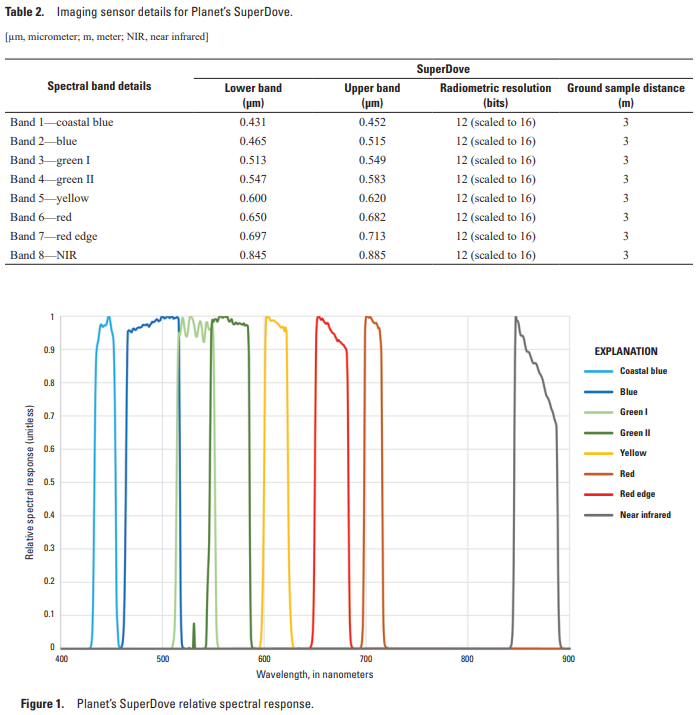 Table 2. Imaging sensor details for Planet's SuperDove.
[µm, micrometer; m, meter; NIR, near infrared]
Spectral band details
SuperDove
Lower band (µm) Upper band (µm) Radiometric resolution (bits) Ground sample distance (m)
Band 1—coastal blue 0.431 0.452 12 (scaled to 16) 3
Band 2—blue 0.465 0.515 12 (scaled to 16) 3
Band 3—green I 0.513 0.549 12 (scaled to 16) 3
Band 4—green II 0.547 0.583 12 (scaled to 16) 3
Band 5—yellow 0.600 0.620 12 (scaled to 16) 3
Band 6—red 0.650 0.682 12 (scaled to 16) 3
Band 7—red edge 0.697 0.713 12 (scaled to 16) 3
Band 8—NIR 0.845 0.885 12 (scaled to 16) 3
Relative spectral response (unitless)
1
0.9
0.8
0.7
0.6
0.5
0.4
0.3
0.2
0.1
0
400 500 600 700 800 900
Wavelength, in nanometers
EXPLANATION
Coastal blue
Blue
Green I
Green II
Yellow
Red
Red edge
Near infrared
Figure 1. Planet's SuperDove relative spectral response.